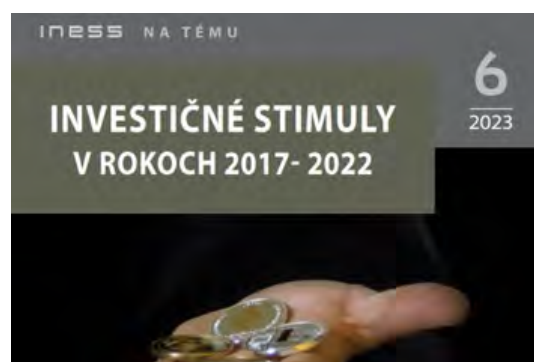 INESS NA TÉMU
6
2023
INVESTIČNÉ STIMULY
V ROKOCH 2017- 2022